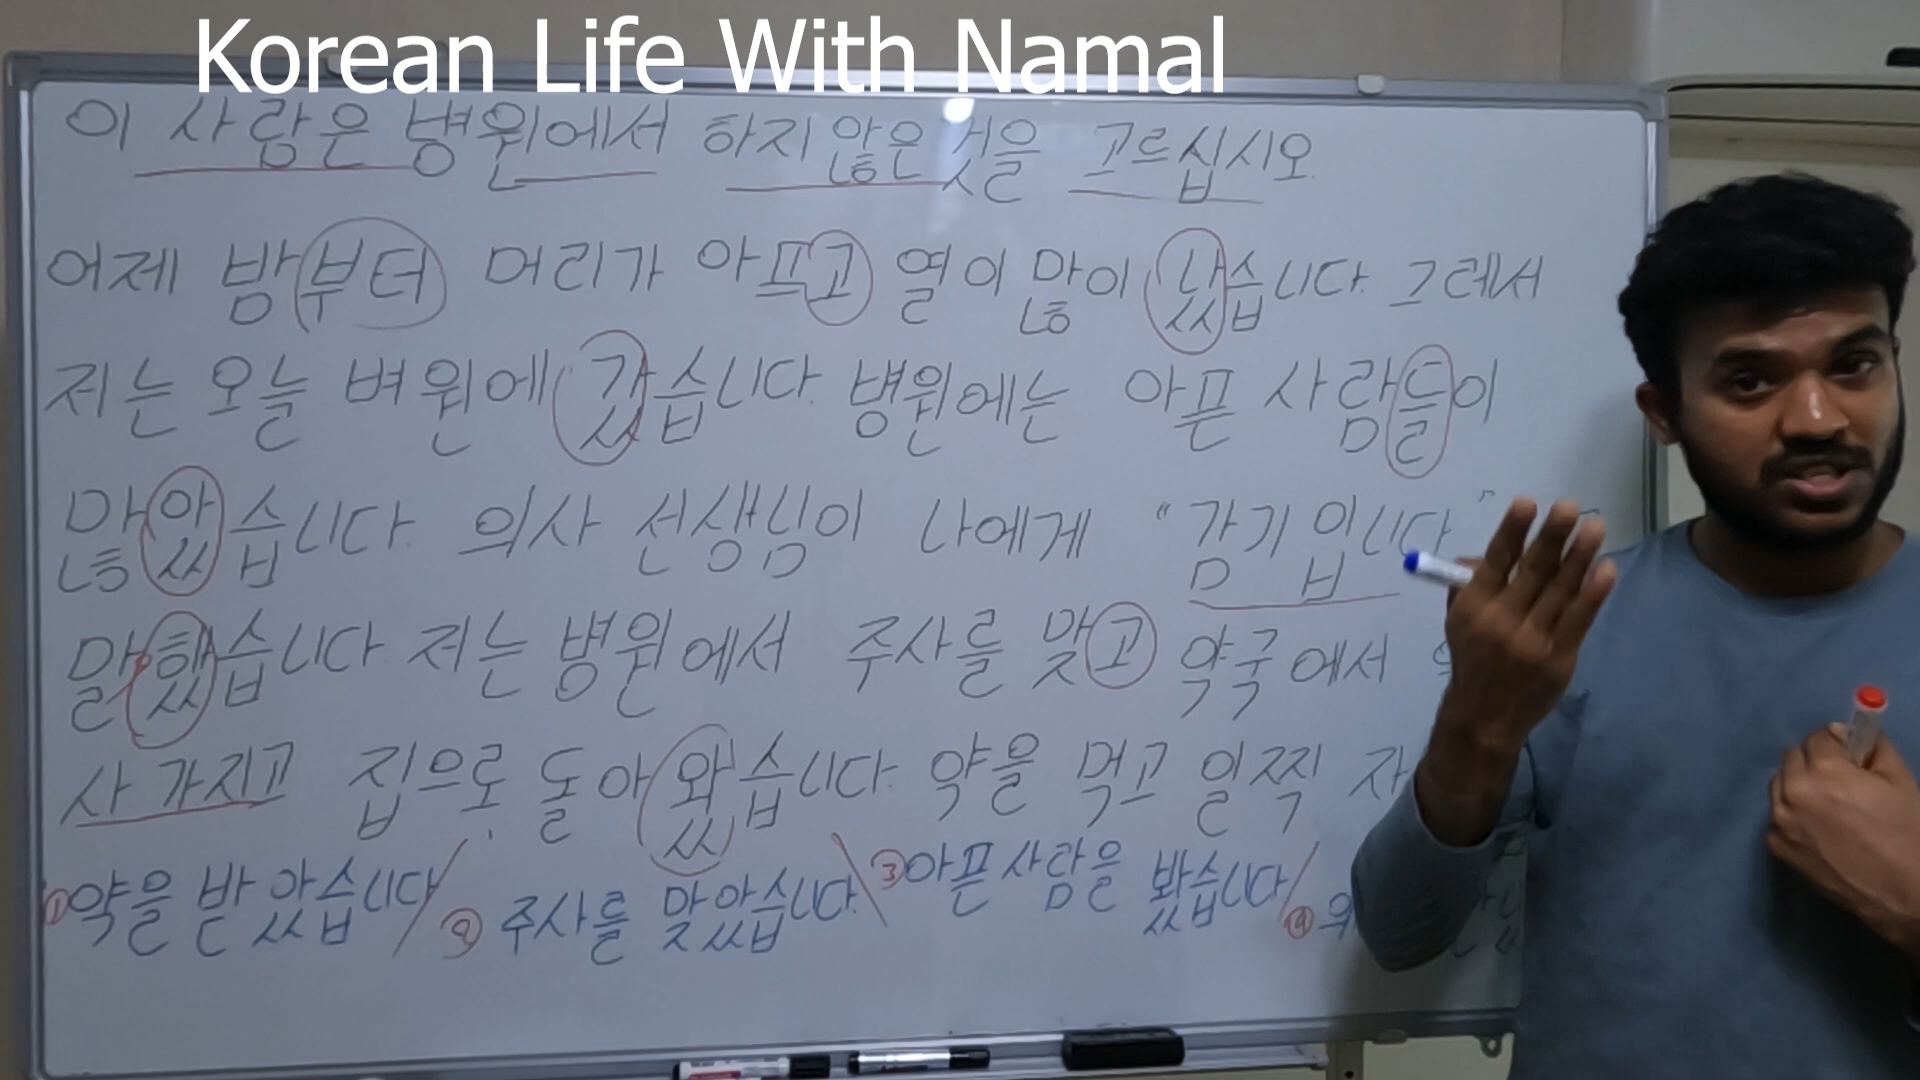 Korean Life With Namal
이 사람은 병원에서 하지 않은 것을 고르십시오.
어제 밤부터 머리가 아프고 열이 많이 났습니다. 그레서
저는 오늘 벼원에 갔습니다. 병원에는 아픈 사람들이
많았습니다. 의사 선생님이 나에게 "감기 입니다"
말했습니다 저는 병원에서 주사를 맞고 약국에서
사 가지고 집으로 돌아 왔습니다. 약을 먹고 일찍 자
①약을 받았습니다/ ② 주사를 맞았습니다\ ③아픈 사람을 봤습니다/ ④